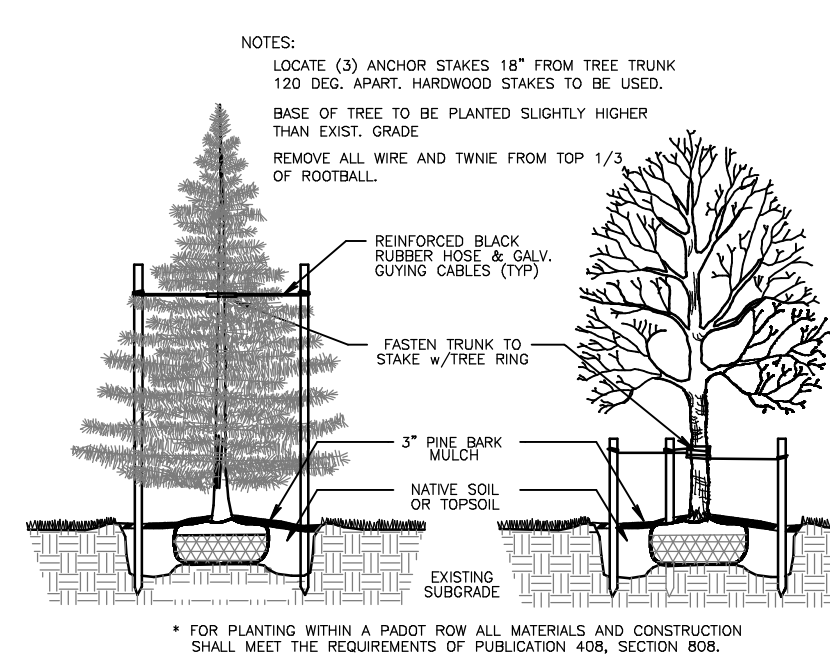 NOTES:
LOCATE (3) ANCHOR STAKES 18" FROM TREE TRUNK
120 DEG. APART. HARDWOOD STAKES TO BE USED.
BASE OF TREE TO BE PLANTED SLIGHTLY HIGHER
THAN EXIST. GRADE
REMOVE ALL WIRE AND TWNIE FROM TOP 1/3
OF ROOTBALL.
REINFORCED BLACK
RUBBER HOSE & GALV.
GUYING CABLES (TYP)
FASTEN TRUNK TO
STAKE w/TREE RING
3" PINE BARK
MULCH
NATIVE SOIL
OR TOPSOIL
EXISTING
SUBGRADE
* FOR PLANTING WITHIN A PADOT ROW ALL MATERIALS AND CONSTRUCTION
SHALL MEET THE REQUIREMENTS OF PUBLICATION 408, SECTION 808.